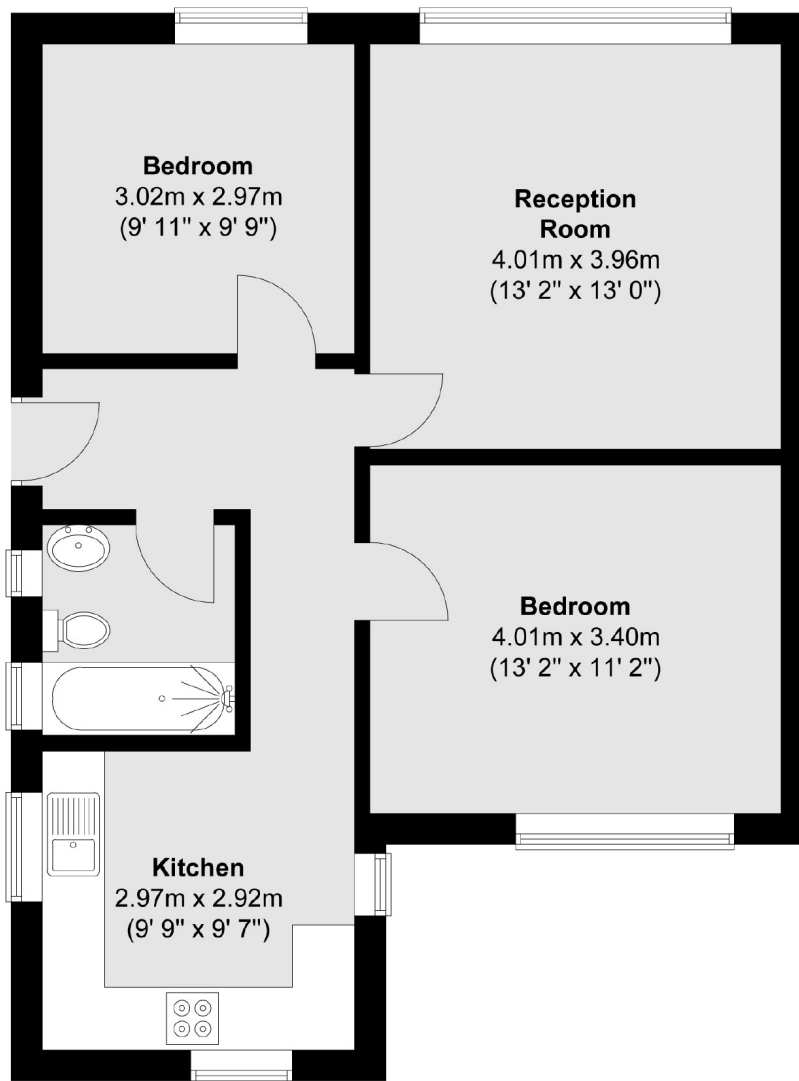 Bedroom
3.02m x 2.97m
(9' 11" x 9' 9")
Reception
Room
4.01m x 3.96m
(13' 2" x 13' 0")
Bedroom
4.01m x 3.40m
(13' 2" x 11' 2")
Kitchen
2.97m x 2.92m
(9' 9" x 9' 7")